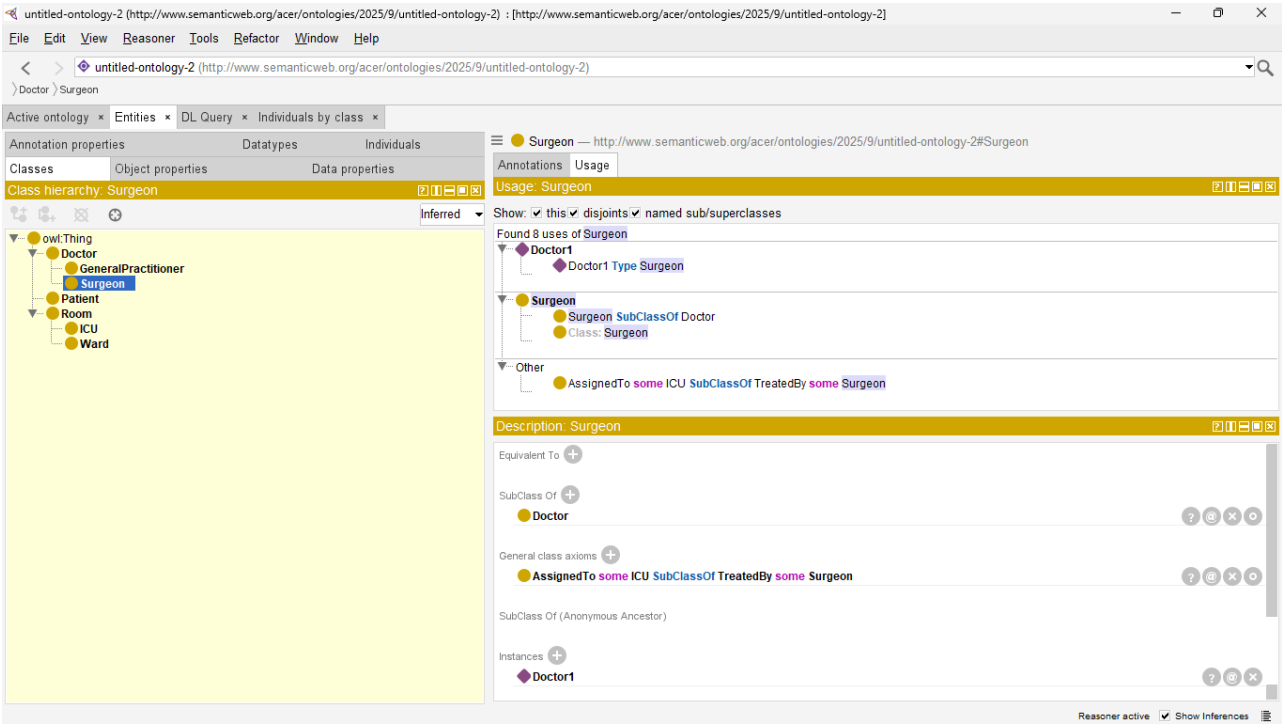 untitled-ontology-2 (http://www.semanticweb.org/acer/ontologies/2025/9/untitled-ontology-2) : [http://www.semanticweb.org/acer/ontologies/2025/9/untitled-ontology-2]
File Edit View Reasoner Tools Refactor Window Help
untitled-ontology-2 (http://www.semanticweb.org/acer/ontologies/2025/9/untitled-ontology-2)
Doctor Surgeon
Active ontology × Entities × DL Query × Individuals by class ×
Annotation properties Datatypes Individuals
Classes Object properties Data properties
Class hierarchy: Surgeon
Inferred
owl:Thing
Doctor
GeneralPractitioner
Surgeon
Patient
Room
ICU
Ward
Surgeon — http://www.semanticweb.org/acer/ontologies/2025/9/untitled-ontology-2#Surgeon
Annotations Usage
Usage: Surgeon
Show: this disjoints named sub/superclasses
Found 8 uses of Surgeon
Doctor1
Doctor1 Type Surgeon
Surgeon
Surgeon SubClassOf Doctor
Class: Surgeon
Other
AssignedTo some ICU SubClassOf TreatedBy some Surgeon
Description: Surgeon
Equivalent To
SubClass Of
Doctor
General class axioms
AssignedTo some ICU SubClassOf TreatedBy some Surgeon
SubClass Of (Anonymous Ancestor)
Instances
Doctor1
Reasoner active Show Inferences